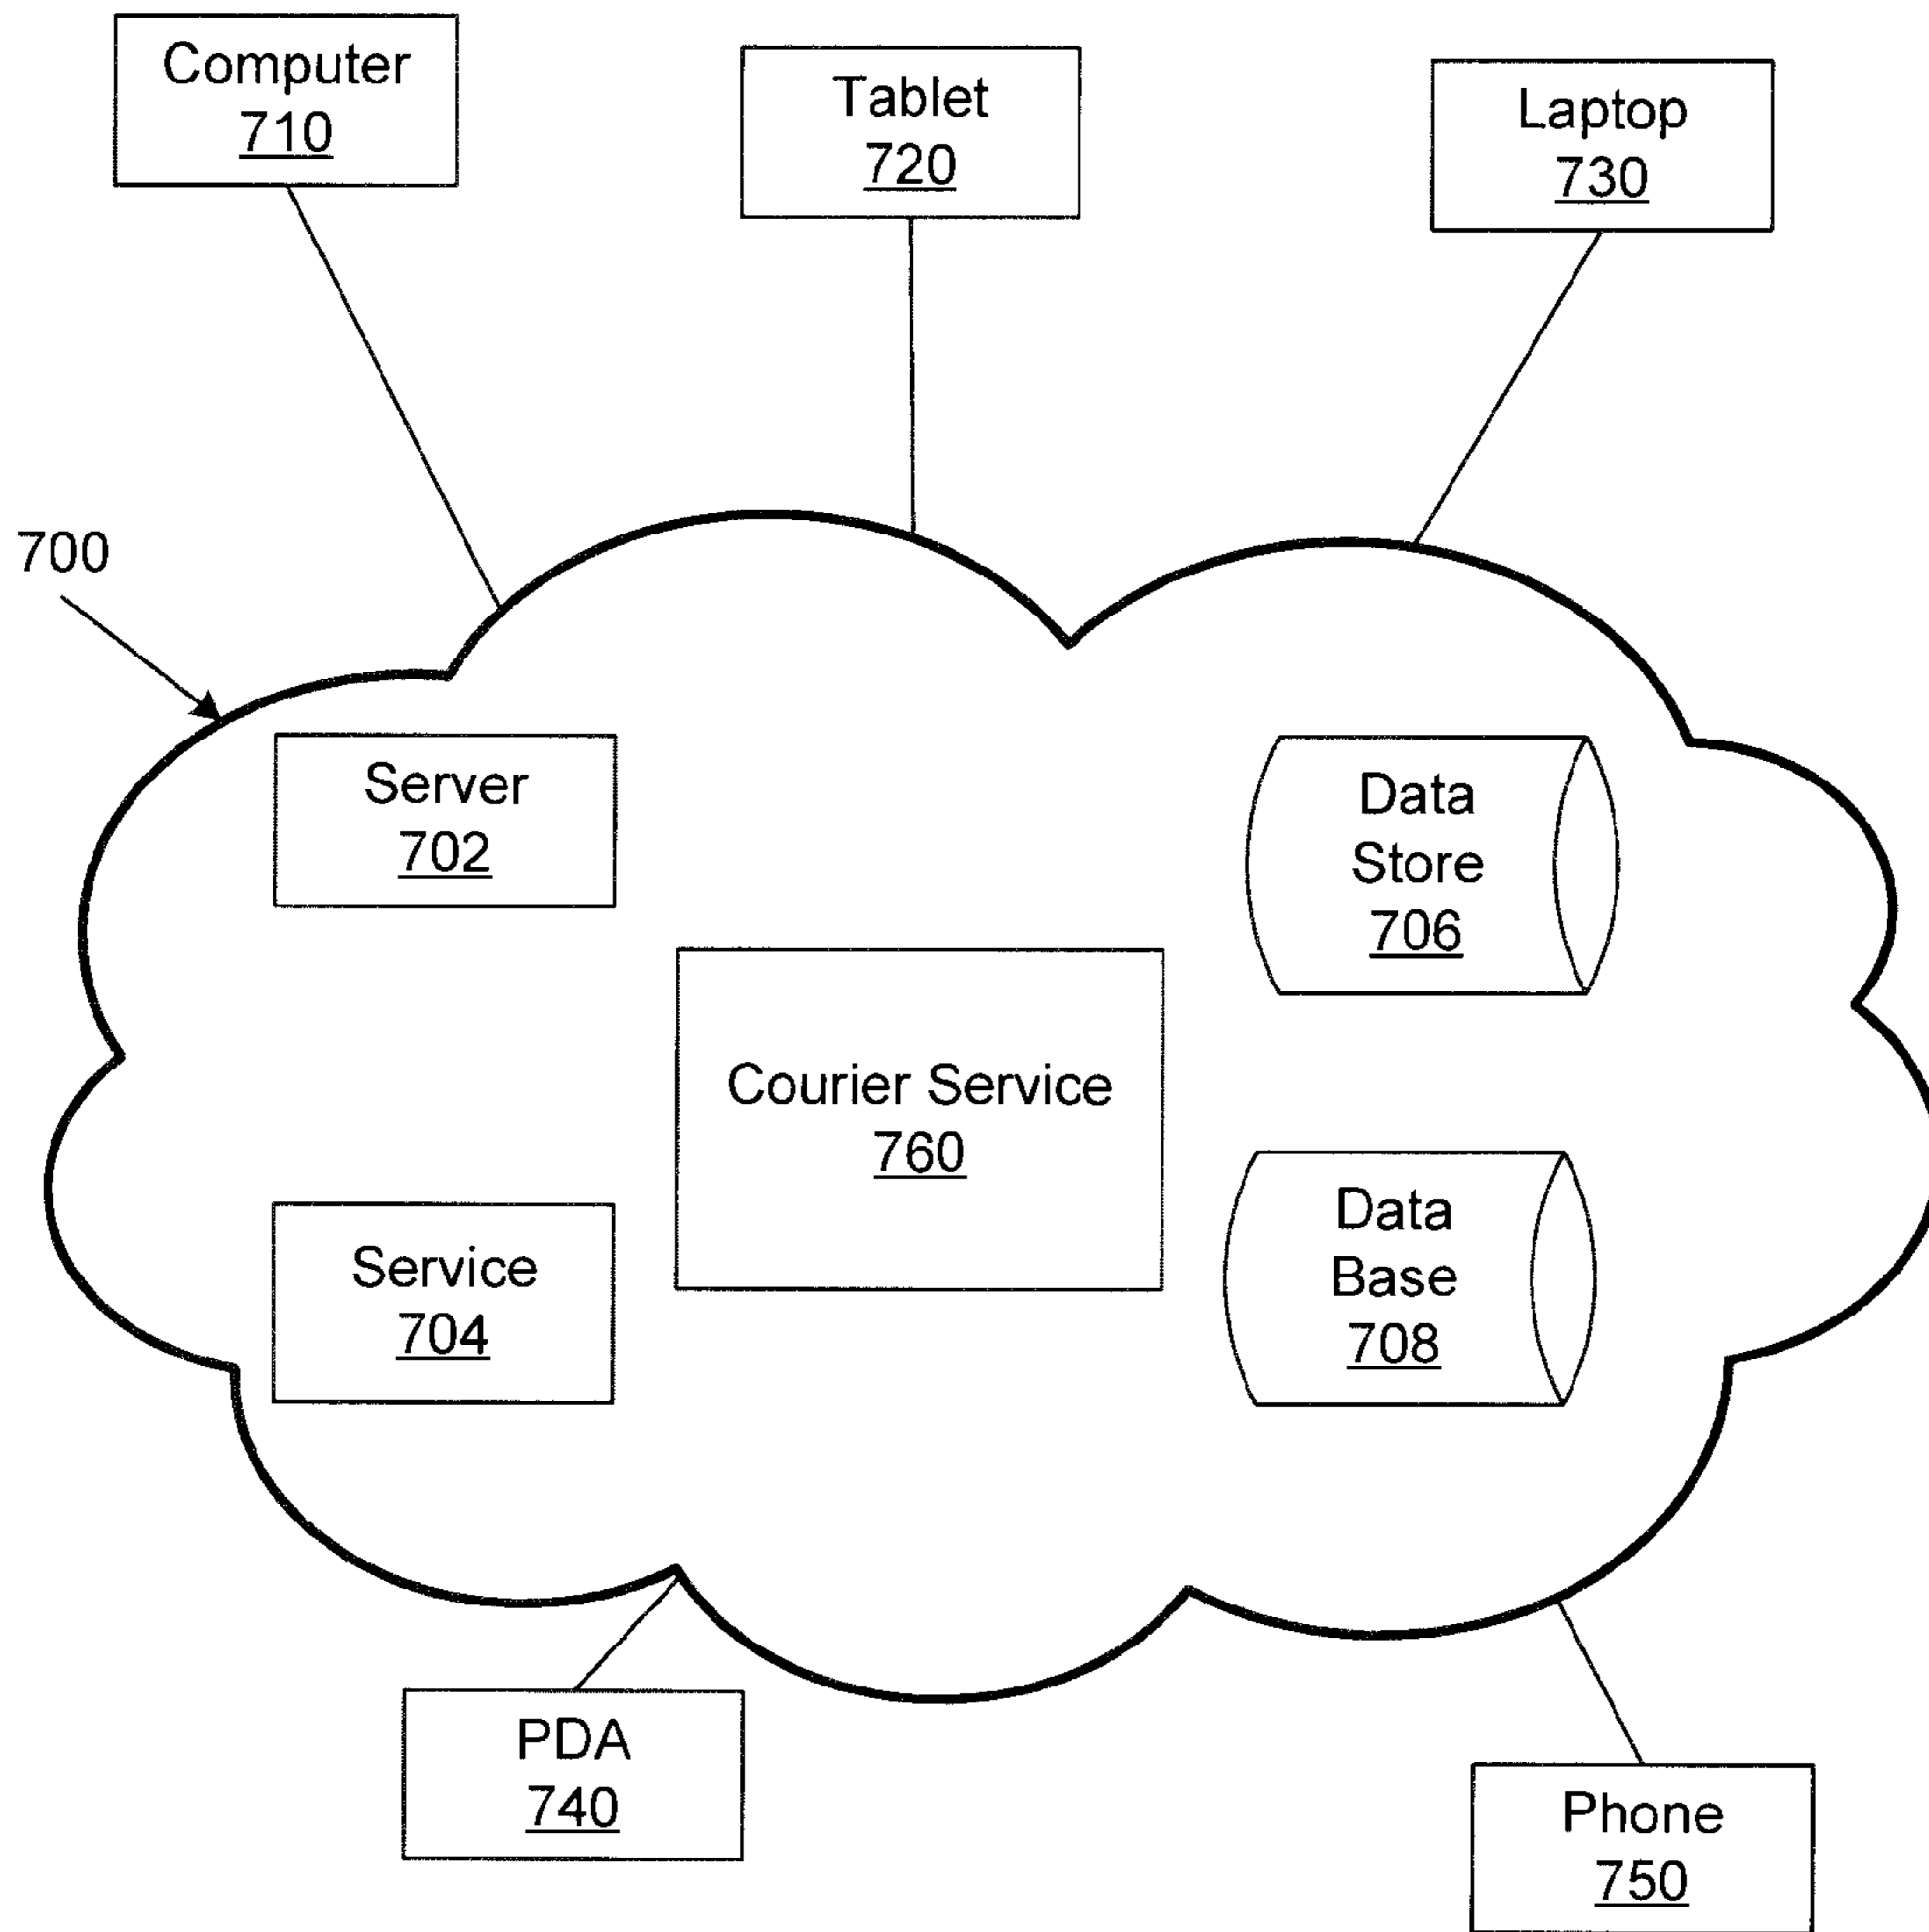 Computer
710
Tablet
720
Laptop
730
700
Server
702
Data
Store
706
Courier Service
760
Service
704
Data
Base
708
PDA
740
Phone
750